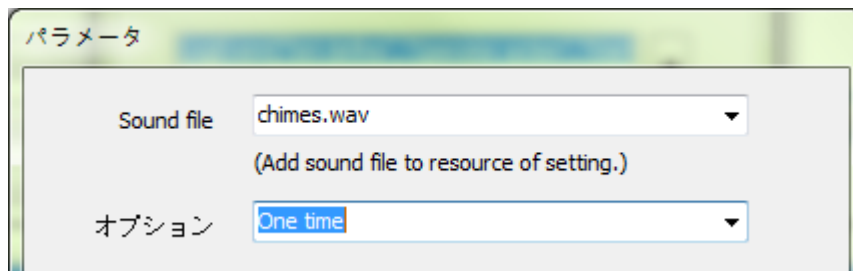 パラメータ
Sound file chimes.wav
(Add sound file to resource of setting.)
オプション One time